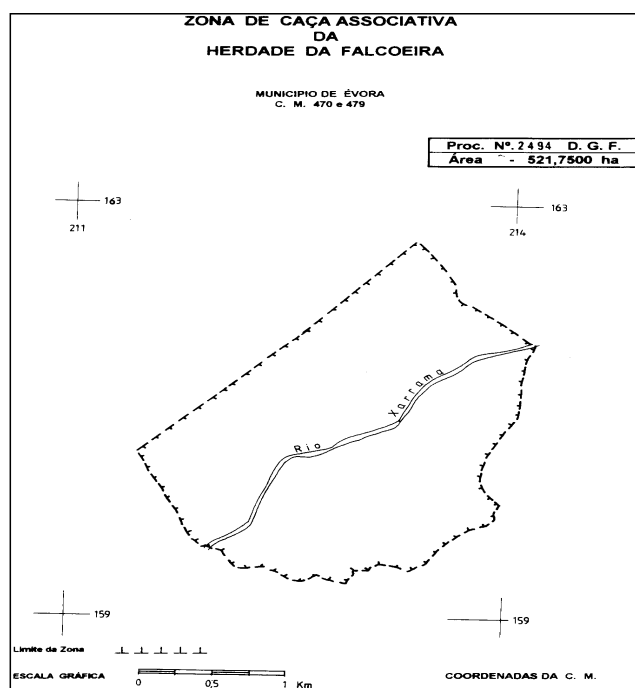 ZONA DE CAÇA ASSOCIATIVA
DA
HERDADE DA FALCOEIRA
MUNICIPIO DE ÉVORA
C. M. 470 e 479
Proc. Nº. 2494 D. G. F.
Área - 521,7500 ha
163
211
163
214
Rio Xarrama
159
159
Limite da Zona
ESCALA GRÁFICA
0 0,5 1 Km
COORDENADAS DA C. M.